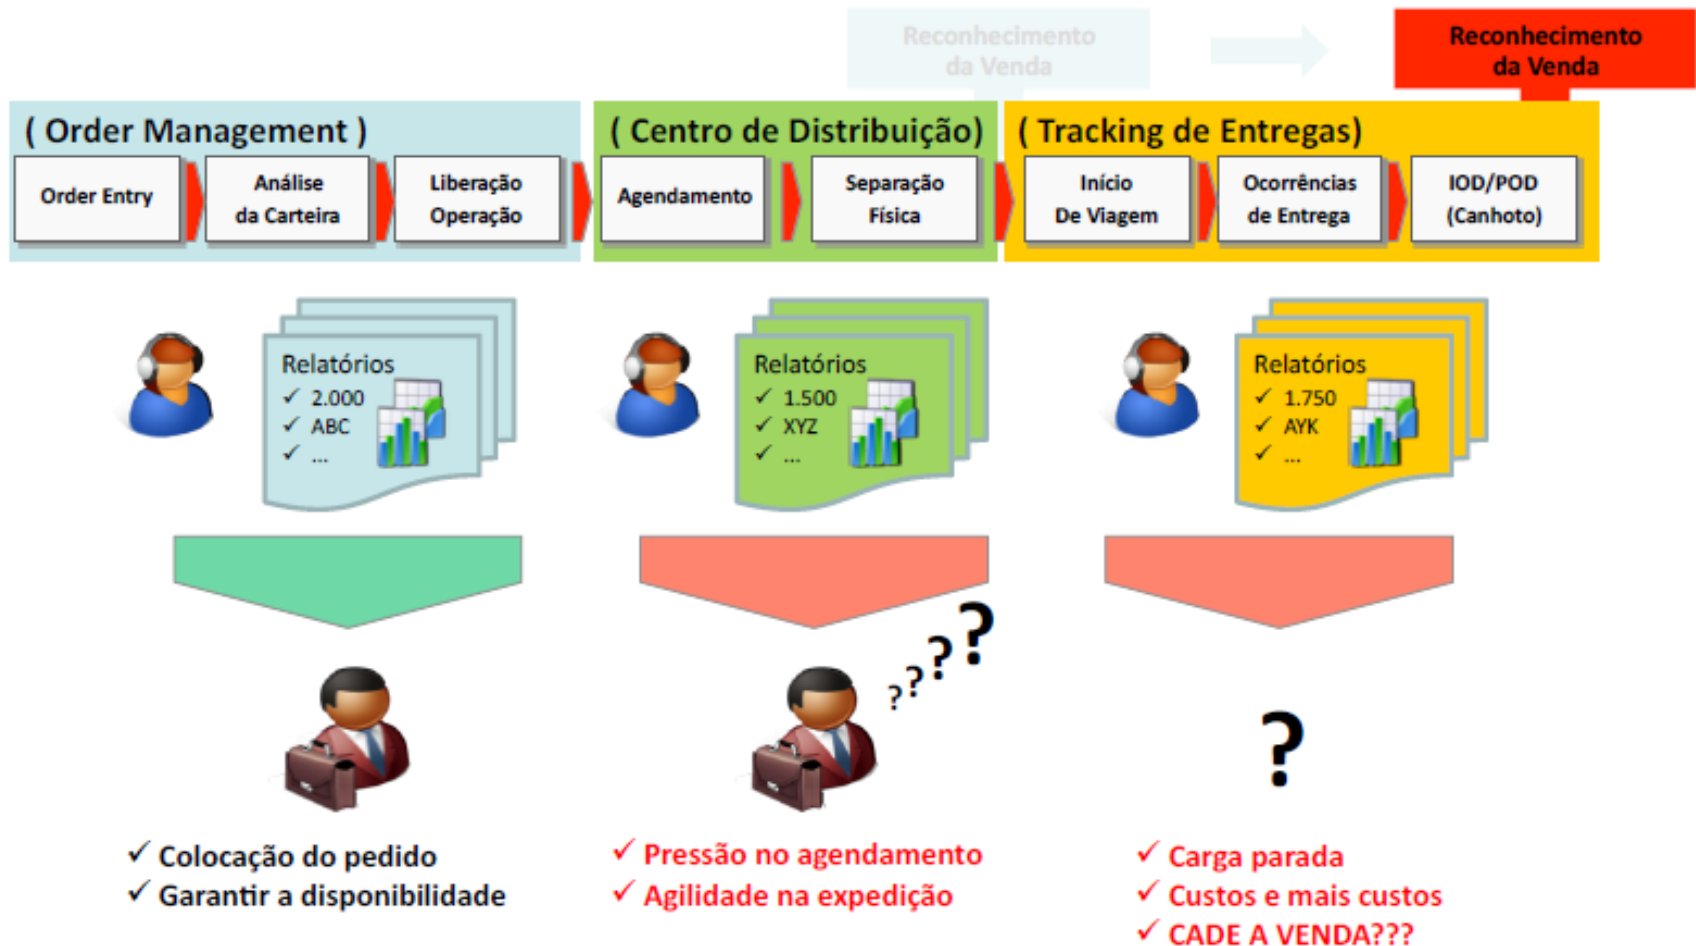 Reconhecimento
da Venda
Reconhecimento
da Venda
( Order Management )
( Centro de Distribuição)
( Tracking de Entregas)
Order Entry
Análise
da Carteira
Liberação
Operação
Agendamento
Separação
Física
Início
De Viagem
Ocorrências
de Entrega
IOD/POD
(Canhoto)
Relatórios
✓ 2.000
✓ ABC
✓ ...
Relatórios
✓ 1.500
✓ XYZ
✓ ...
Relatórios
✓ 1.750
✓ AYK
✓ ...
? ? ? ?
?
✓ Colocação do pedido
✓ Garantir a disponibilidade
✓ Pressão no agendamento
✓ Agilidade na expedição
✓ Carga parada
✓ Custos e mais custos
✓ CADE A VENDA???